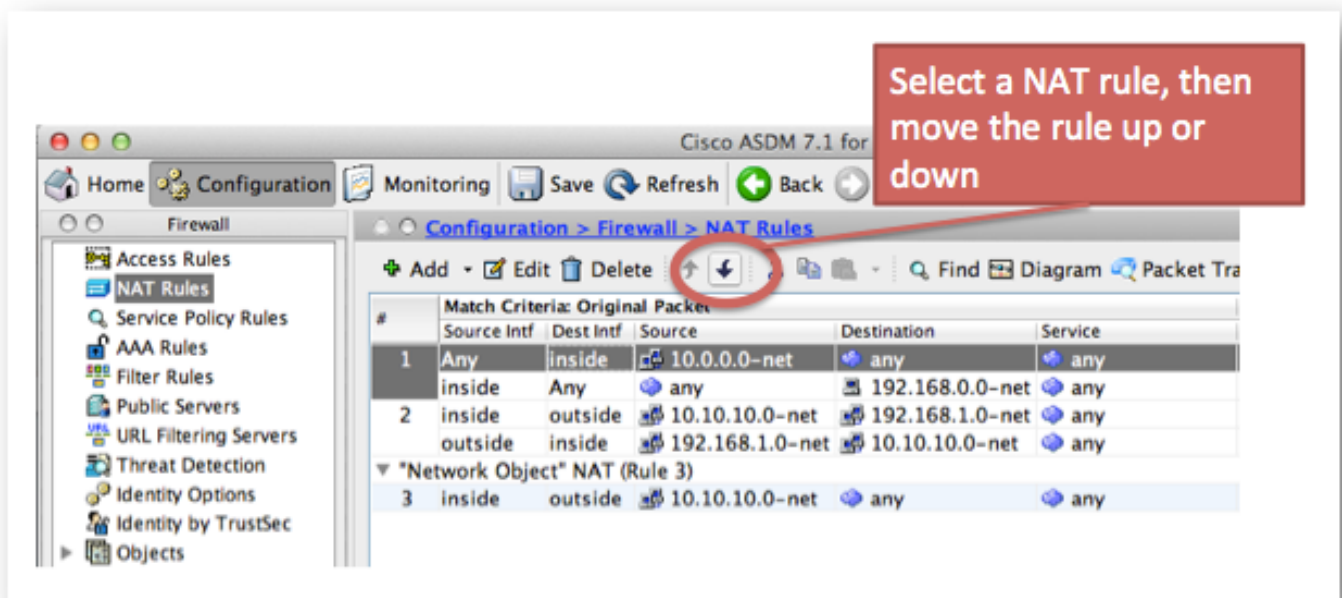 Select a NAT rule, then
move the rule up or
down
Cisco ASDM 7.1 for
Home Configuration Monitoring Save Refresh Back
Firewall
Access Rules
NAT Rules
Service Policy Rules
AAA Rules
Filter Rules
Public Servers
URL Filtering Servers
Threat Detection
Identity Options
Identity by TrustSec
Objects
Configuration > Firewall > NAT Rules
Add Edit Delete Find Diagram Packet Tra
Match Criteria: Original Packet
# Source Intf Dest Intf Source Destination Service
1 Any inside 10.0.0.0-net any any
inside Any any 192.168.0.0-net any
2 inside outside 10.10.10.0-net 192.168.1.0-net any
outside inside 192.168.1.0-net 10.10.10.0-net any
"Network Object" NAT (Rule 3)
3 inside outside 10.10.10.0-net any any